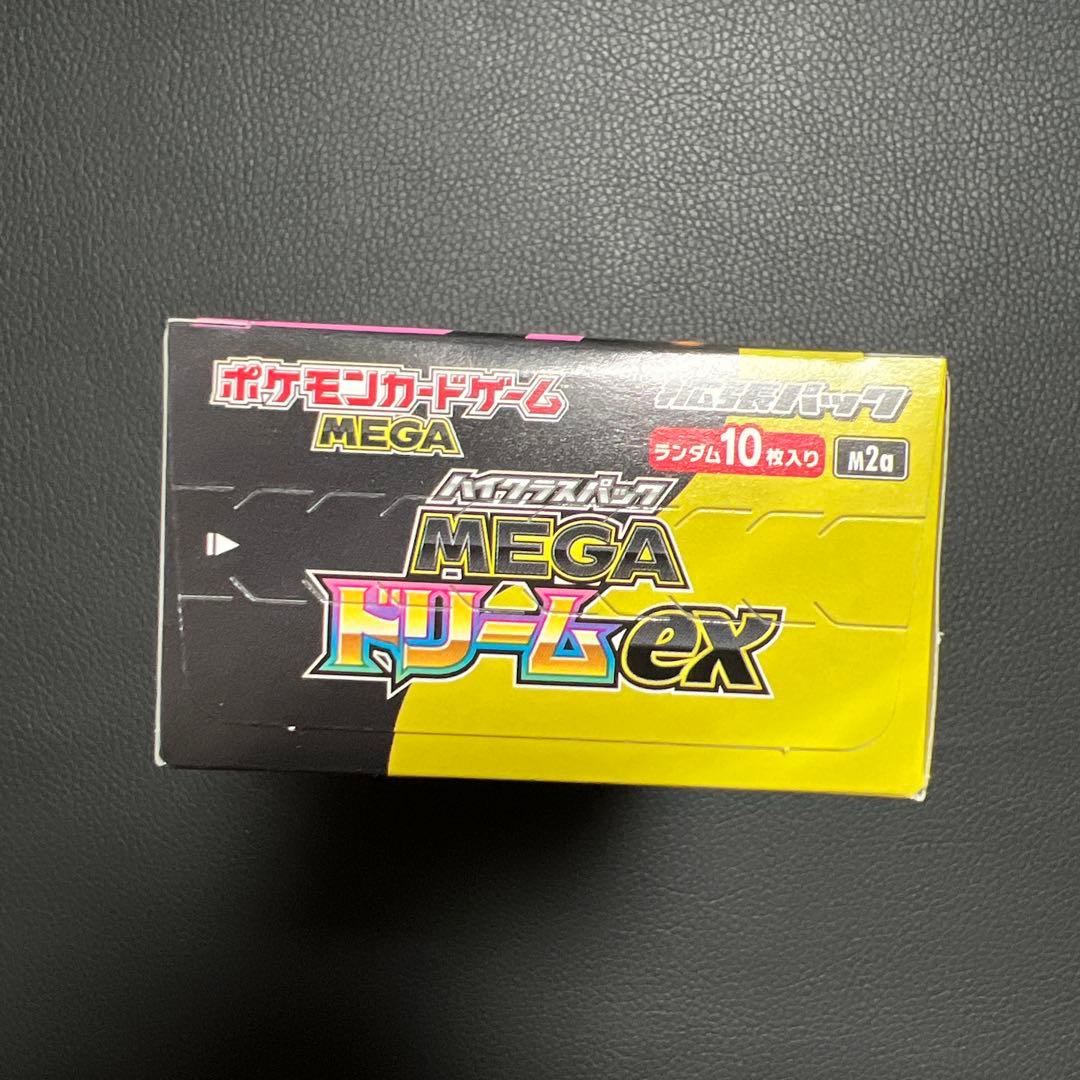 ポケモンカードゲーム
MEGA
拡張パック
ランダム10枚入り
M2a
ハイクラスパック
MEGA
ドリームex